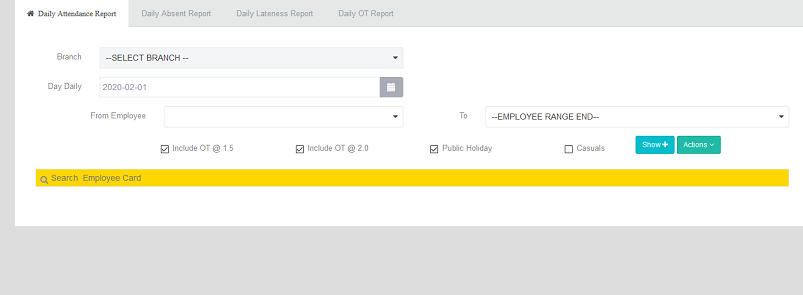 Daily Attendance Report Daily Absent Report Daily Lateness Report Daily OT Report
Branch --SELECT BRANCH --
Day Daily 2020-02-01
From Employee To --EMPLOYEE RANGE END--
Include OT @ 1.5 Include OT @ 2.0 Public Holiday Casuals Show Actions
Search Employee Card